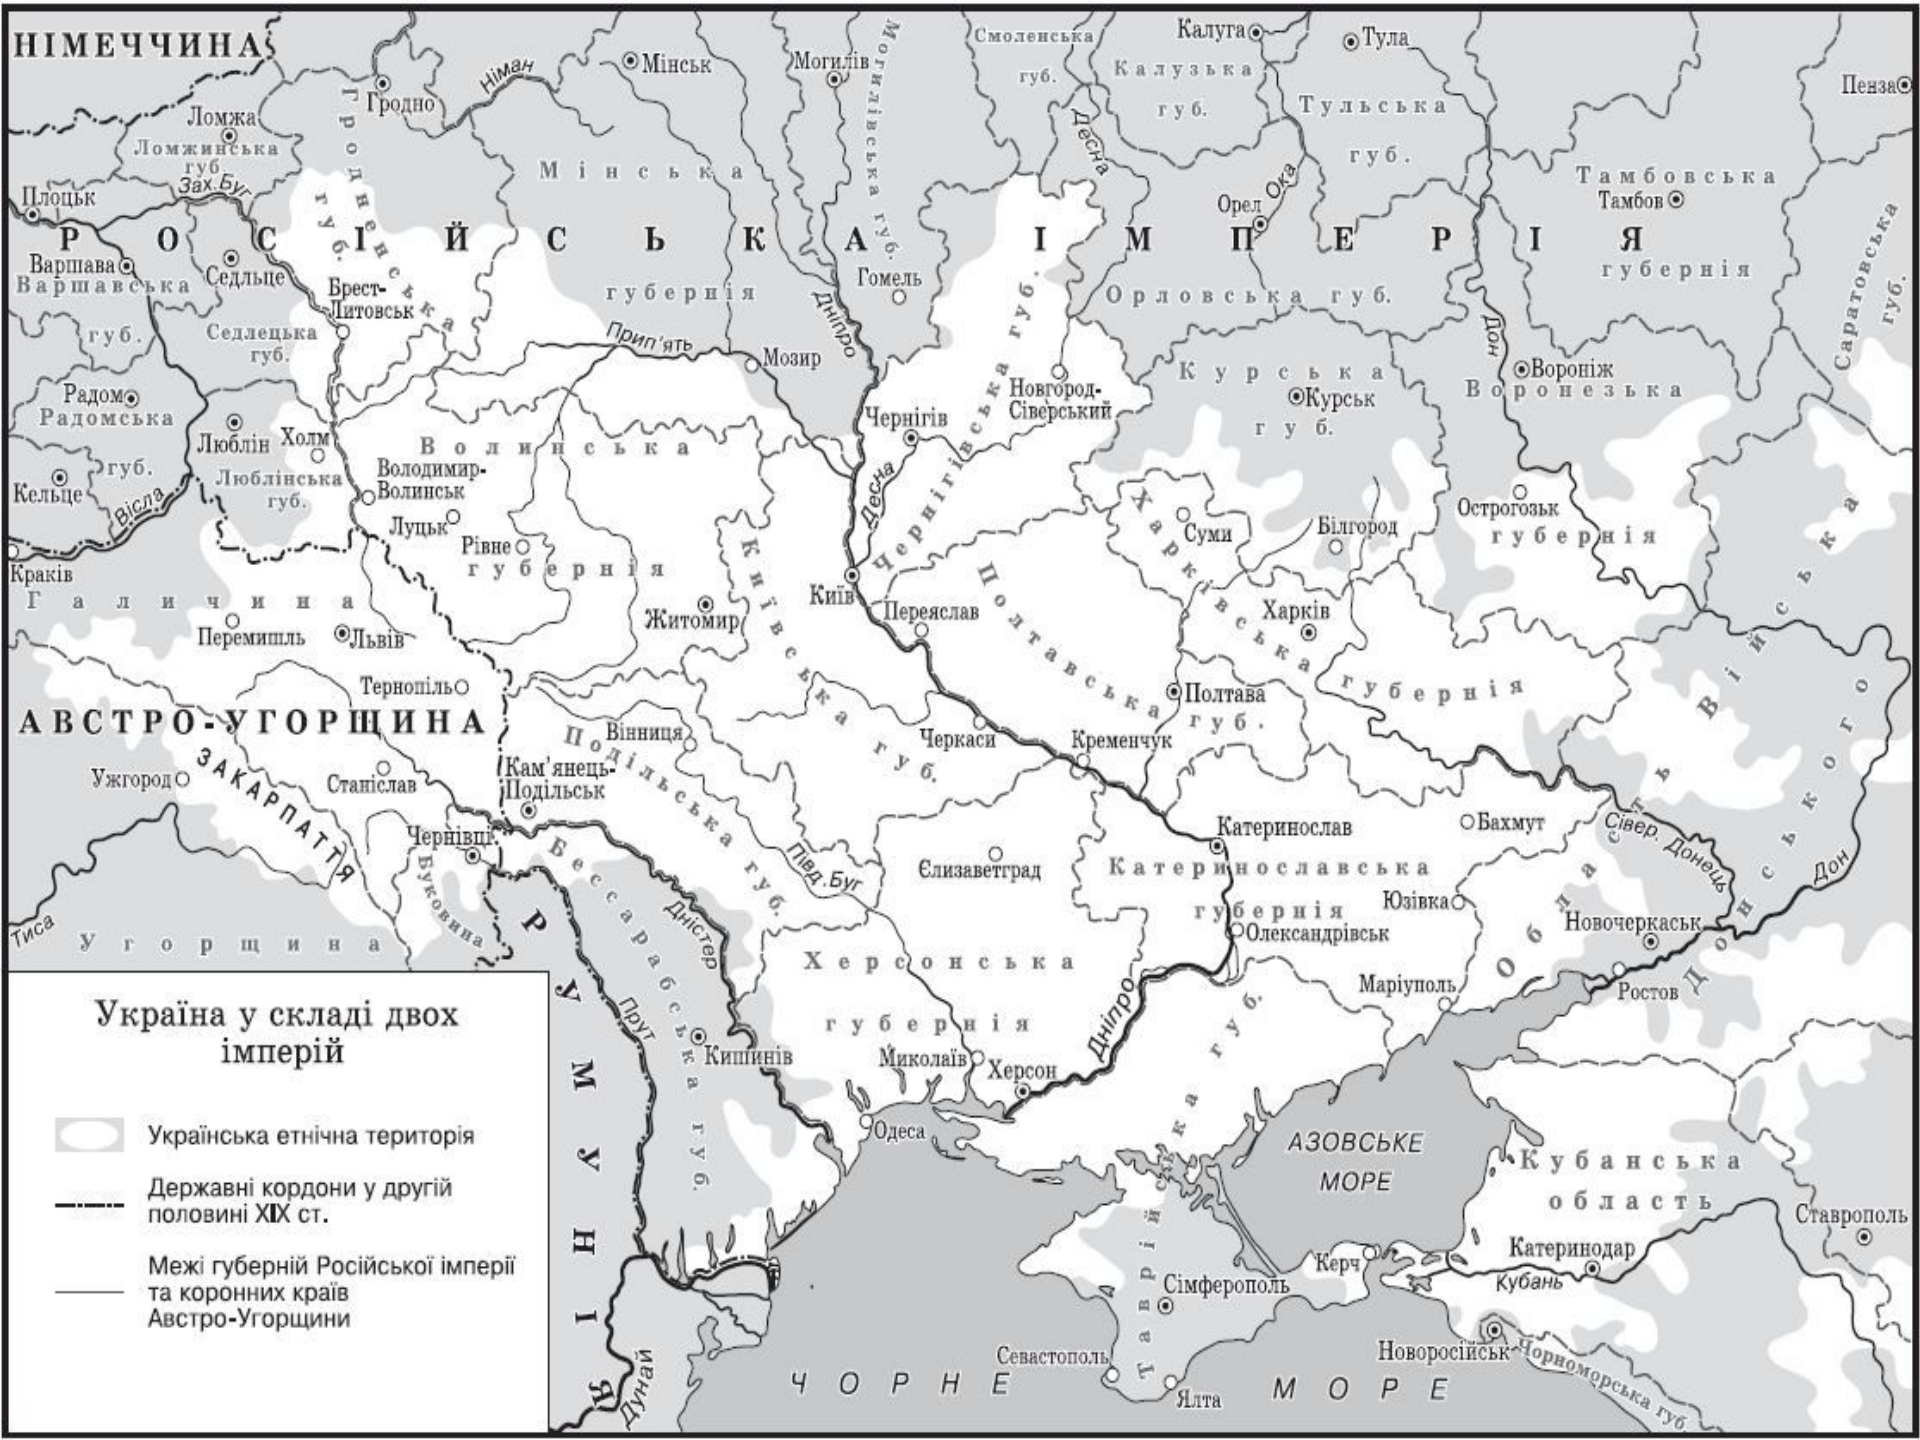 НІМЕЧЧИНА
Гродно
Німан
Мінськ
Могилів
Могилівська губ.
Смоленська
губ.
Калуга
Калузька
губ.
Тула
Тульська
губ.
Пенза
Ломжа
Ломжинська
губ.
Зах. Буг
Гродненська
губ.
Мінська
губернія
Десна
Орел
Ока
Тамбовська
Тамбов
губернія
Саратовська
губ.
Плоцьк
РОСІЙСЬКА ІМПЕРІЯ
Варшава
Варшавська
губ.
Седльце
Седлецька
губ.
Брест-
Литовськ
Гомель
Орловська губ.
Дніпро
Прип'ять
Мозир
Дон
Радом
Радомська
губ.
Люблін
Холм
Люблінська
губ.
Кельце
Вісла
Краків
Волинська
губернія
Володимир-
Волинськ
Луцьк
Рівне
Житомир
Чернігів
Десна
Чернігівська губ.
Новгород-
Сіверський
Курська
губ.
Курськ
Вороніж
Воронезька
губернія
Острогозьк
Білгород
Суми
Харківська
губернія
Харків
Київ
Київська губ.
Переяслав
Полтавська
губ.
Полтава
Галичина
Перемишль
Львів
Тернопіль
АВСТРО-УГОРЩИНА
ЗАКАРПАТТЯ
Ужгород
Станіслав
Вінниця
Кам'янець-
Подільськ
Подільська губ.
Черкаси
Кременчук
Область Війська Донського
Чернівці
Буковина
Тиса
Угорщина
Бессарабська губ.
Півд. Буг
Єлизаветград
Катеринослав
Катеринославська
губернія
Бахмут
Сівер. Донець
Дон
Юзівка
Новочеркаськ
Олександрівськ
Маріуполь
Ростов
РУМУНІЯ
Дністер
Прут
Кишинів
Херсонська
губернія
Миколаїв
Херсон
Дніпро
Одеса
Таврійська губ.
АЗОВСЬКЕ
МОРЕ
Кубанська
область
Ставрополь
Катеринодар
Кубань
Керч
Сімферополь
Севастополь
Ялта
Новоросійськ
Чорноморська губ.
ЧОРНЕ МОРЕ
Дунай
Україна у складі двох
імперій
Українська етнічна територія
Державні кордони у другій
половині XIX ст.
Межі губерній Російської імперії
та коронних країв
Австро-Угорщини